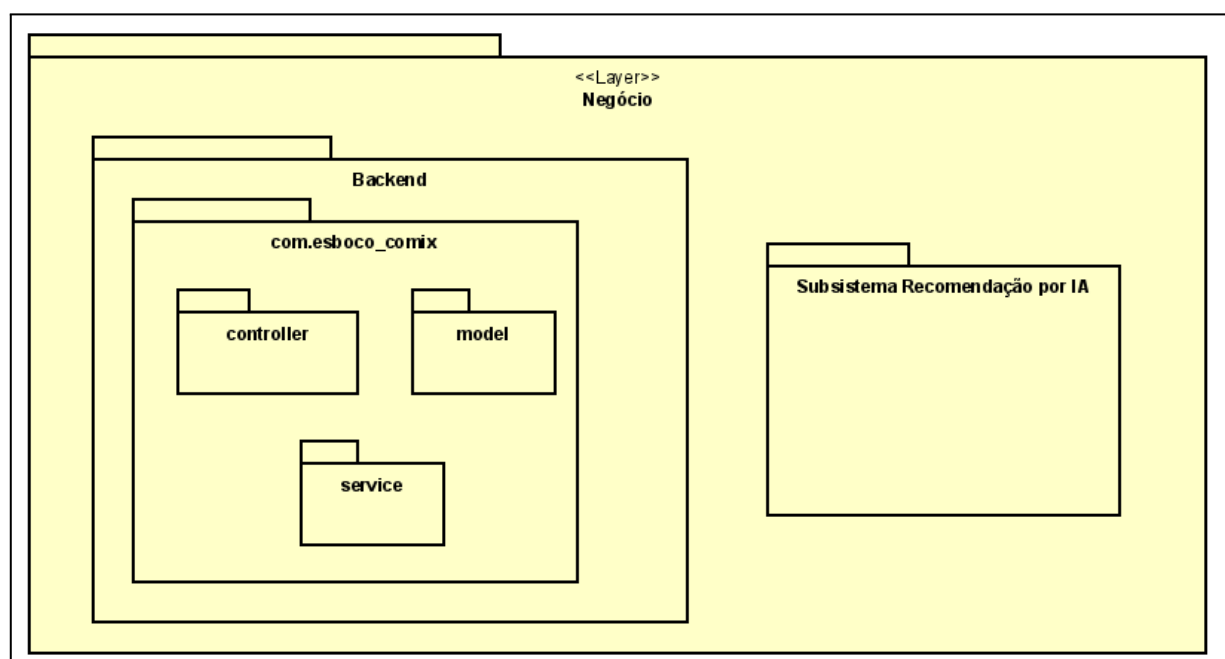 <<Layer>>
Negócio
Backend
com.esboco_comix
controller
model
service
Subsistema Recomendação por IA